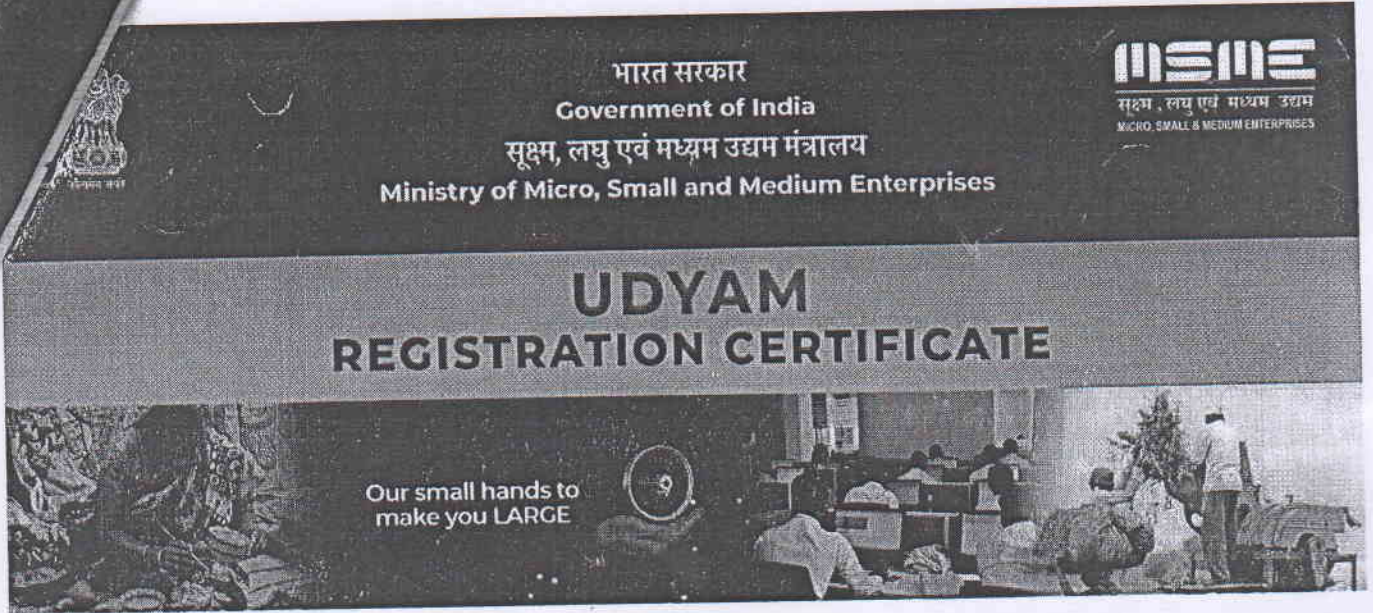 भारत सरकार
Government of India
सूक्ष्म, लघु एवं मध्यम उद्यम मंत्रालय
Ministry of Micro, Small and Medium Enterprises
MSME
सूक्ष्म, लघु एवं मध्यम उद्यम
MICRO, SMALL & MEDIUM ENTERPRISES
UDYAM
REGISTRATION CERTIFICATE
Our small hands to
make you LARGE